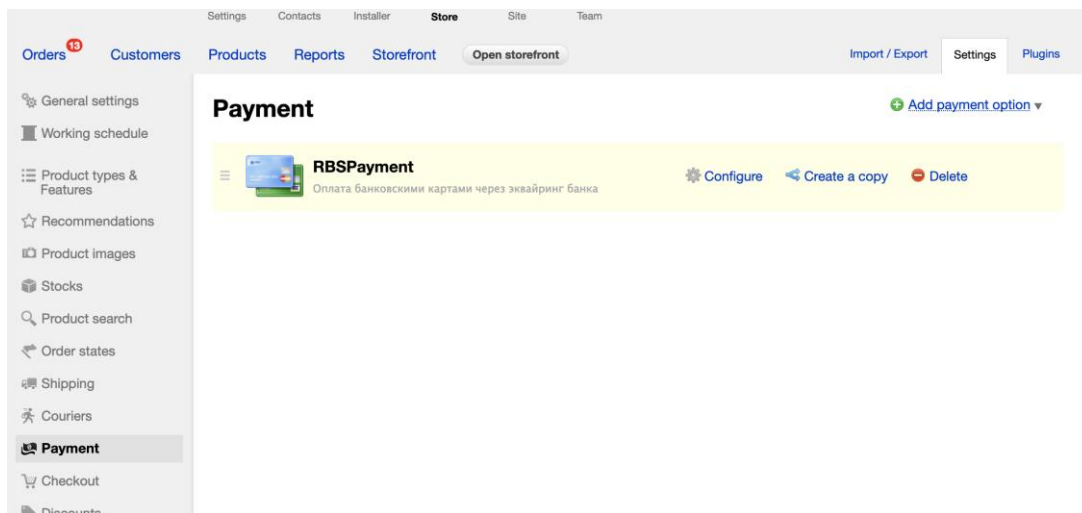 Settings Contacts Installer Store Site Team
Orders 13 Customers Products Reports Storefront Open storefront Import / Export Settings Plugins
General settings
Working schedule
Product types &
Features
Recommendations
Product images
Stocks
Product search
Order states
Shipping
Couriers
Payment
Checkout
Discounts
Payment
Add payment option
RBSPayment
Оплата банковскими картами через эквайринг банка
Configure Create a copy Delete